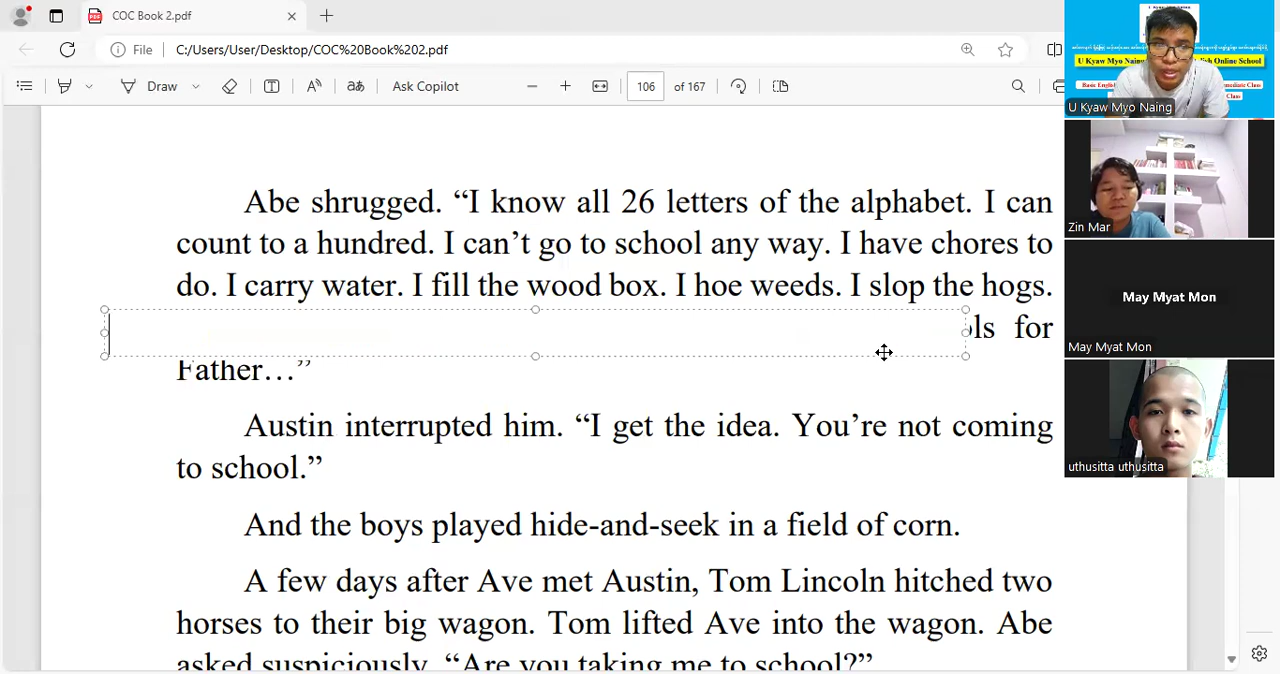 COC Book 2.pdf
File
C:/Users/User/Desktop/COC%20Book%202.pdf
Draw
Ask Copilot
106
of 167
Abe shrugged. “I know all 26 letters of the alphabet. I can
count to a hundred. I can’t go to school any way. I have chores to
do. I carry water. I fill the wood box. I hoe weeds. I slop the hogs.
for
Father…”
Austin interrupted him. “I get the idea. You’re not coming
to school.”
And the boys played hide-and-seek in a field of corn.
A few days after Ave met Austin, Tom Lincoln hitched two
horses to their big wagon. Tom lifted Ave into the wagon. Abe
asked suspiciously, “Are you taking me to school?”
U Kyaw Myo Naing
Online School
U Kyaw Myo Naing
Zin Mar
May Myat Mon
May Myat Mon
uthusitta uthusitta